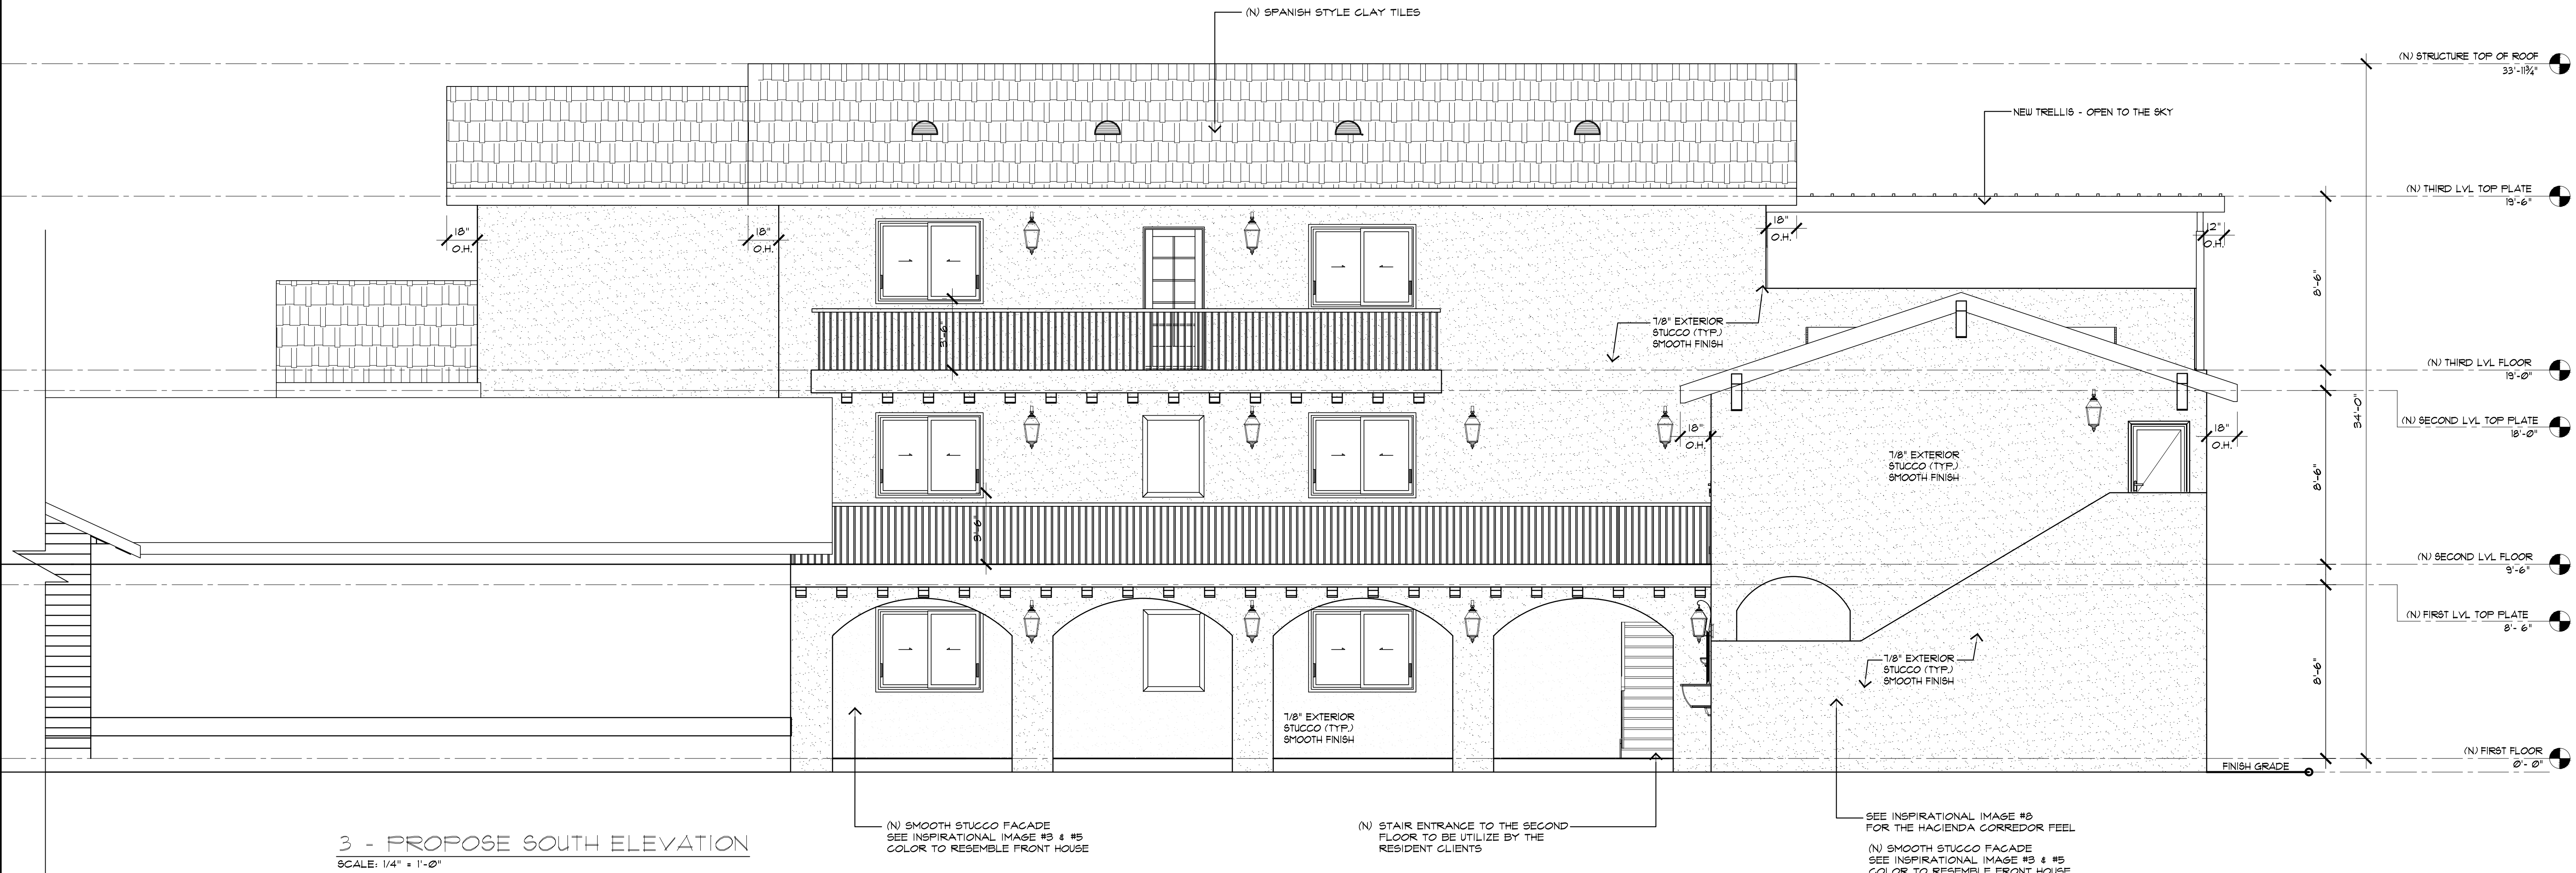 (N) SPANISH STYLE CLAY TILES
(N) STRUCTURE TOP OF ROOF
33'-11¾"
NEW TRELLIS - OPEN TO THE SKY
(N) THIRD LVL TOP PLATE
19'-6"
18"
O.H.
18"
O.H.
18"
O.H.
12"
O.H.
8'-6"
3'-6"
7/8" EXTERIOR
STUCCO (TYP.)
SMOOTH FINISH
(N) THIRD LVL FLOOR
19'-0"
34'-0"
(N) SECOND LVL TOP PLATE
18'-0"
18"
O.H.
18"
O.H.
7/8" EXTERIOR
STUCCO (TYP.)
SMOOTH FINISH
8'-6"
3'-6"
(N) SECOND LVL FLOOR
9'-6"
(N) FIRST LVL TOP PLATE
8'- 6"
7/8" EXTERIOR
STUCCO (TYP.)
SMOOTH FINISH
8'-6"
7/8" EXTERIOR
STUCCO (TYP.)
SMOOTH FINISH
(N) FIRST FLOOR
0'- 0"
FINISH GRADE
(N) SMOOTH STUCCO FACADE
SEE INSPIRATIONAL IMAGE #3 & #5
COLOR TO RESEMBLE FRONT HOUSE
(N) STAIR ENTRANCE TO THE SECOND
FLOOR TO BE UTILIZE BY THE
RESIDENT CLIENTS
SEE INSPIRATIONAL IMAGE #8
FOR THE HACIENDA CORREDOR FEEL
(N) SMOOTH STUCCO FACADE
SEE INSPIRATIONAL IMAGE #3 & #5
COLOR TO RESEMBLE FRONT HOUSE
3 - PROPOSE SOUTH ELEVATION
SCALE: 1/4" = 1'-0"